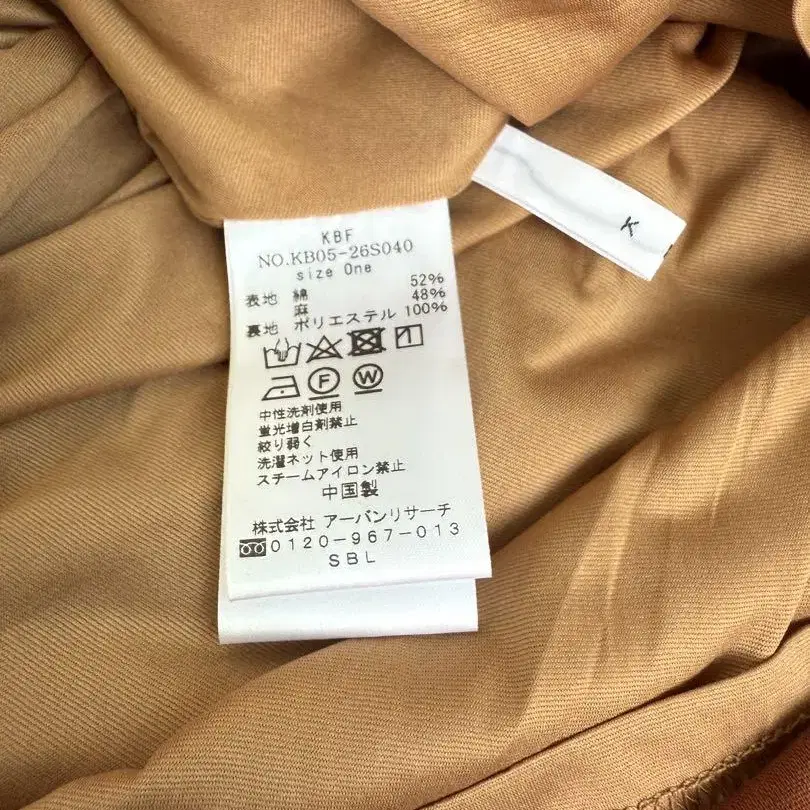 KBF
NO.KB05-26S040
size One
表地 綿 52%
麻 48%
裏地 ポリエステル 100%
F W
中性洗剤使用
蛍光増白剤禁止
絞り弱く
洗濯ネット使用
スチームアイロン禁止
中国製
株式会社 アーバンリサーチ
0120-967-013
SBL
K